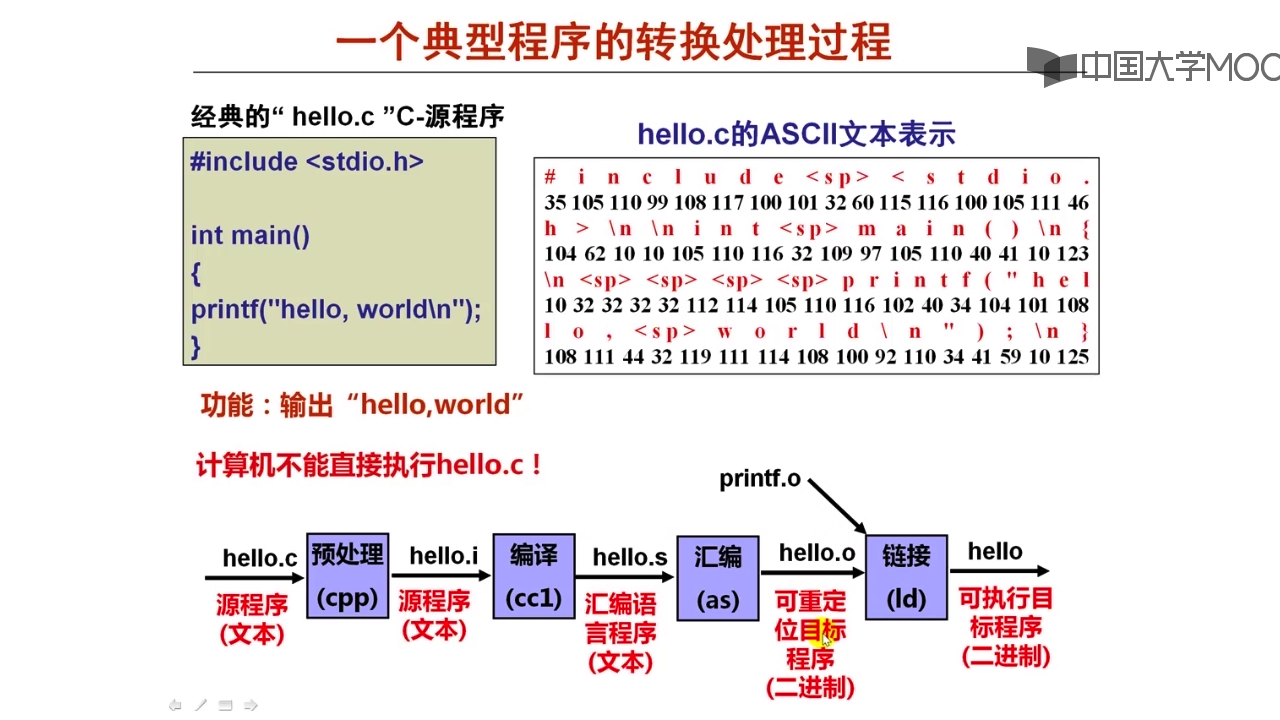 一个典型程序的转换处理过程
中国大学MOO
经典的“ hello.c ”C-源程序
#include <stdio.h>
int main()
{
printf("hello, world\n");
}
hello.c的ASCII文本表示
# i n c l u d e <sp> < s t d i o .
35 105 110 99 108 117 100 101 32 60 115 116 100 105 111 46
h > \n \n i n t <sp> m a i n ( ) \n {
104 62 10 10 105 110 116 32 109 97 105 110 40 41 10 123
\n <sp> <sp> <sp> <sp> p r i n t f ( " h e l
10 32 32 32 32 112 114 105 110 116 102 40 34 104 101 108
l o , <sp> w o r l d \ n " ) ; \n }
108 111 44 32 119 111 114 108 100 92 110 34 41 59 10 125
功能：输出“hello,world”
计算机不能直接执行hello.c！
printf.o
hello.c
源程序
(文本)
预处理
(cpp)
hello.i
源程序
(文本)
编译
(cc1)
hello.s
汇编语
言程序
(文本)
汇编
(as)
hello.o
可重定
位目标
程序
(二进制)
链接
(ld)
hello
可执行目
标程序
(二进制)